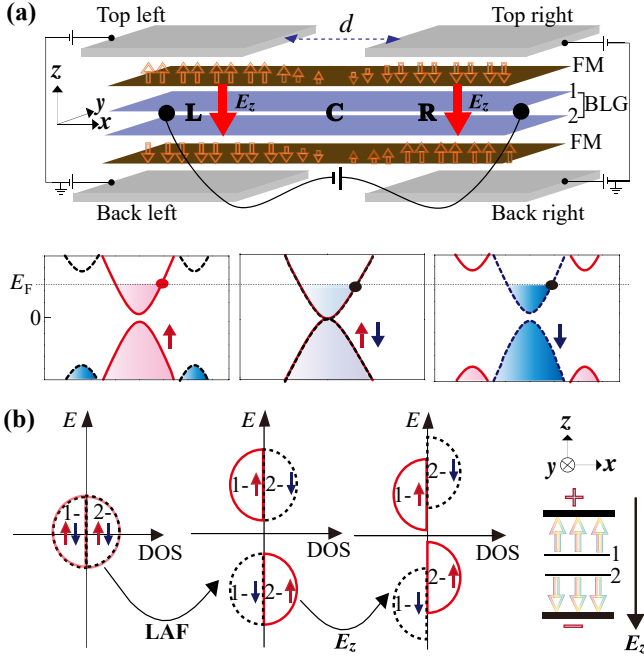 (a)
Top left
d
Top right
FM
z
y
x
L
E_z
C
R
E_z
1
2
BLG
FM
Back left
Back right
E_F
0
(b)
E
E
E
1-
2-
1-
2-
1-
2-
1-
2-
1-
2-
DOS
DOS
DOS
LAF
E_z
z
y
x
+
1
2
−
E_z